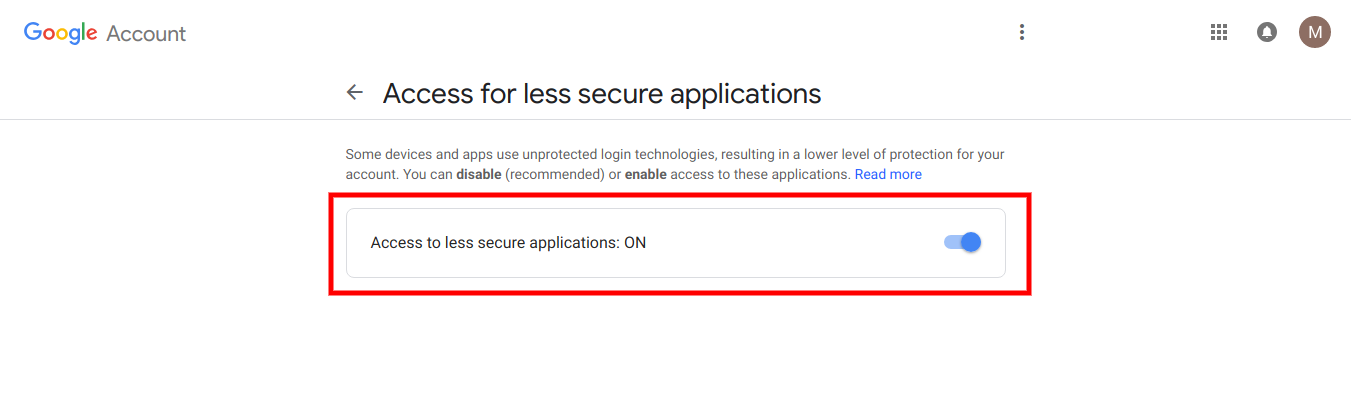 Google Account
M
Access for less secure applications
Some devices and apps use unprotected login technologies, resulting in a lower level of protection for your
account. You can disable (recommended) or enable access to these applications. Read more
Access to less secure applications: ON